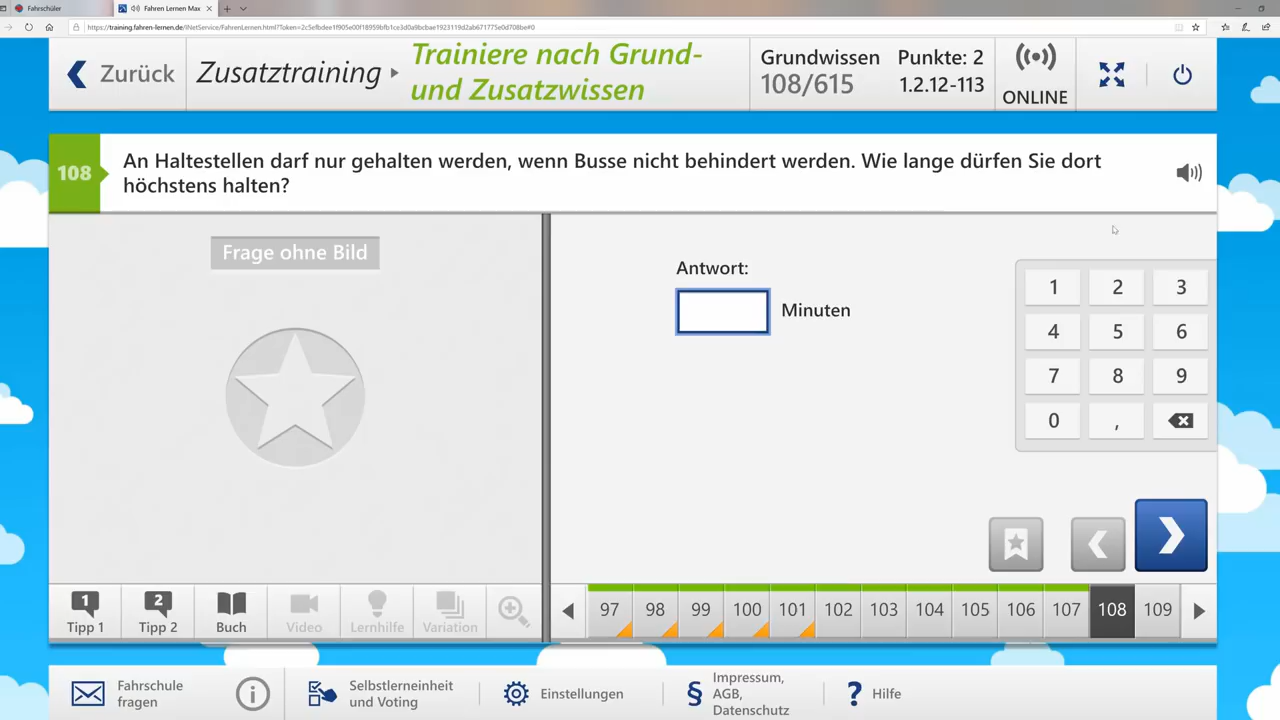 Fahrschüler
Fahren Lernen Max
Zurück
Zusatztraining
Trainiere nach Grund-
und Zusatzwissen
Grundwissen
108/615
Punkte: 2
1.2.12-113
ONLINE
108
An Haltestellen darf nur gehalten werden, wenn Busse nicht behindert werden. Wie lange dürfen Sie dort
höchstens halten?
Frage ohne Bild
Antwort:
Minuten
1 2 3
4 5 6
7 8 9
0 ,
1
Tipp 1
2
Tipp 2
Buch
Video
Lernhilfe
Variation
97 98 99 100 101 102 103 104 105 106 107 108 109
Fahrschule
fragen
Selbstlerneinheit
und Voting
Einstellungen
§
Impressum,
AGB,
Datenschutz
?
Hilfe